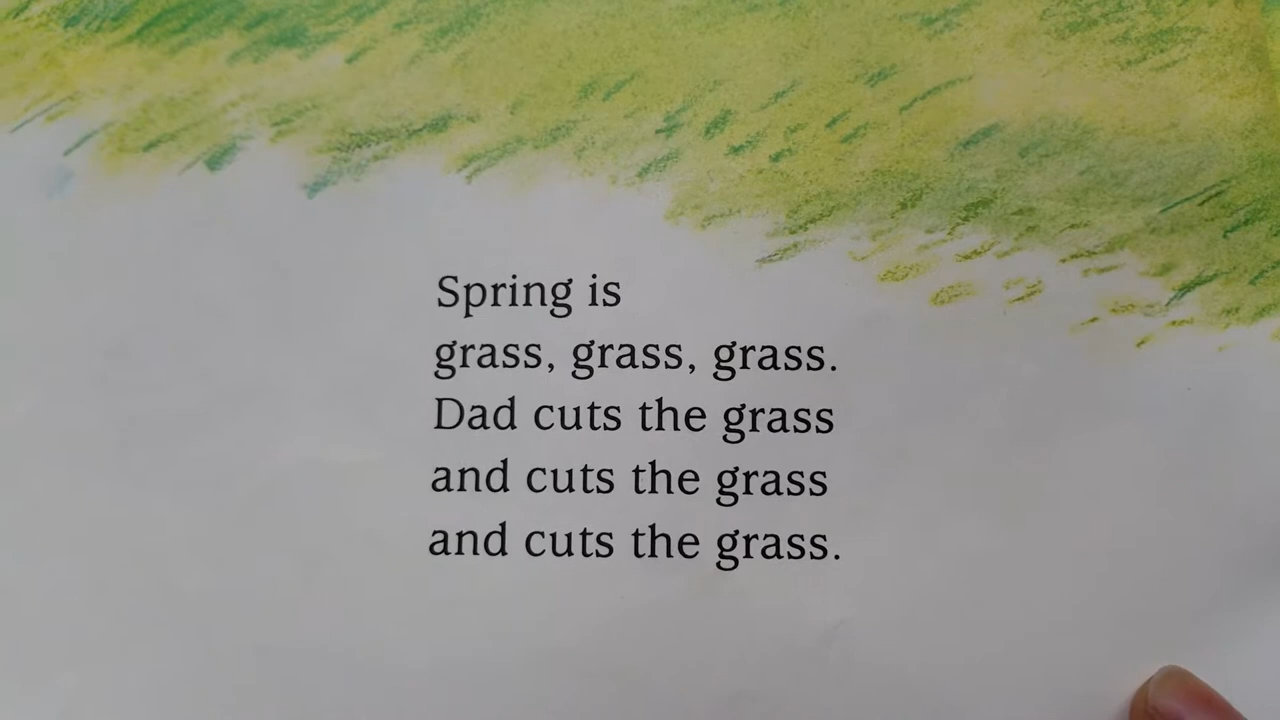 Spring is
grass, grass, grass.
Dad cuts the grass
and cuts the grass
and cuts the grass.